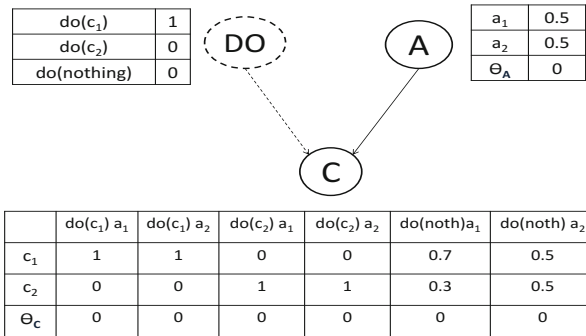 do(c₁) 1
do(c₂) 0
do(nothing) 0
DO
A
a₁ 0.5
a₂ 0.5
Θ_A 0
C
do(c₁) a₁ do(c₁) a₂ do(c₂) a₁ do(c₂) a₂ do(noth)a₁ do(noth) a₂
c₁ 1 1 0 0 0.7 0.5
c₂ 0 0 1 1 0.3 0.5
Θ_C 0 0 0 0 0 0